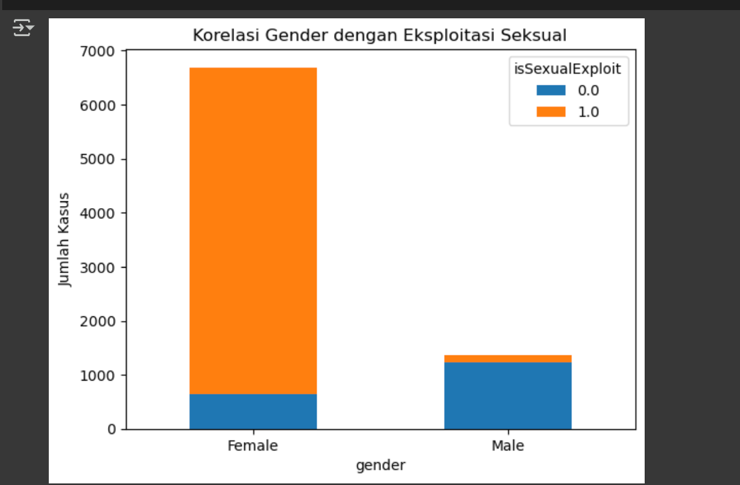 Korelasi Gender dengan Eksploitasi Seksual
isSexualExploit
0.0
1.0
7000
6000
5000
4000
3000
2000
1000
0
Jumlah Kasus
Female
Male
gender